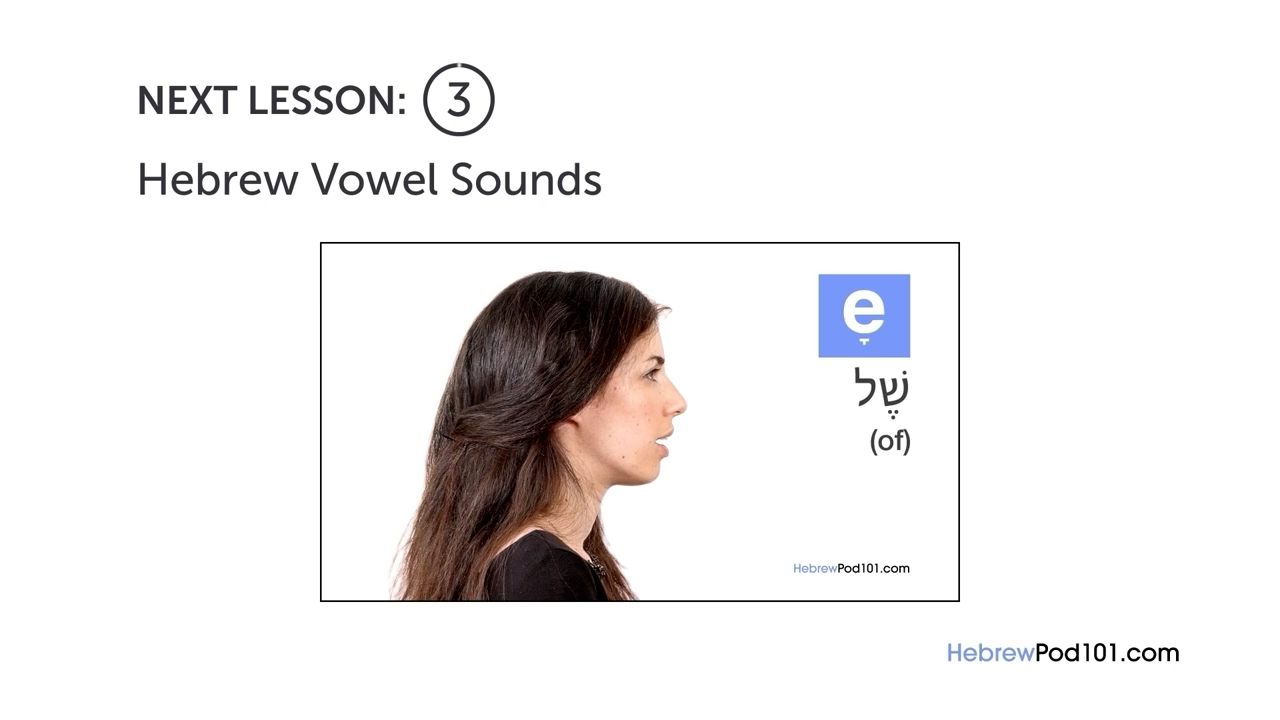 NEXT LESSON: 3
Hebrew Vowel Sounds
ẹ
שֶׁל
(of)
HebrewPod101.com
HebrewPod101.com